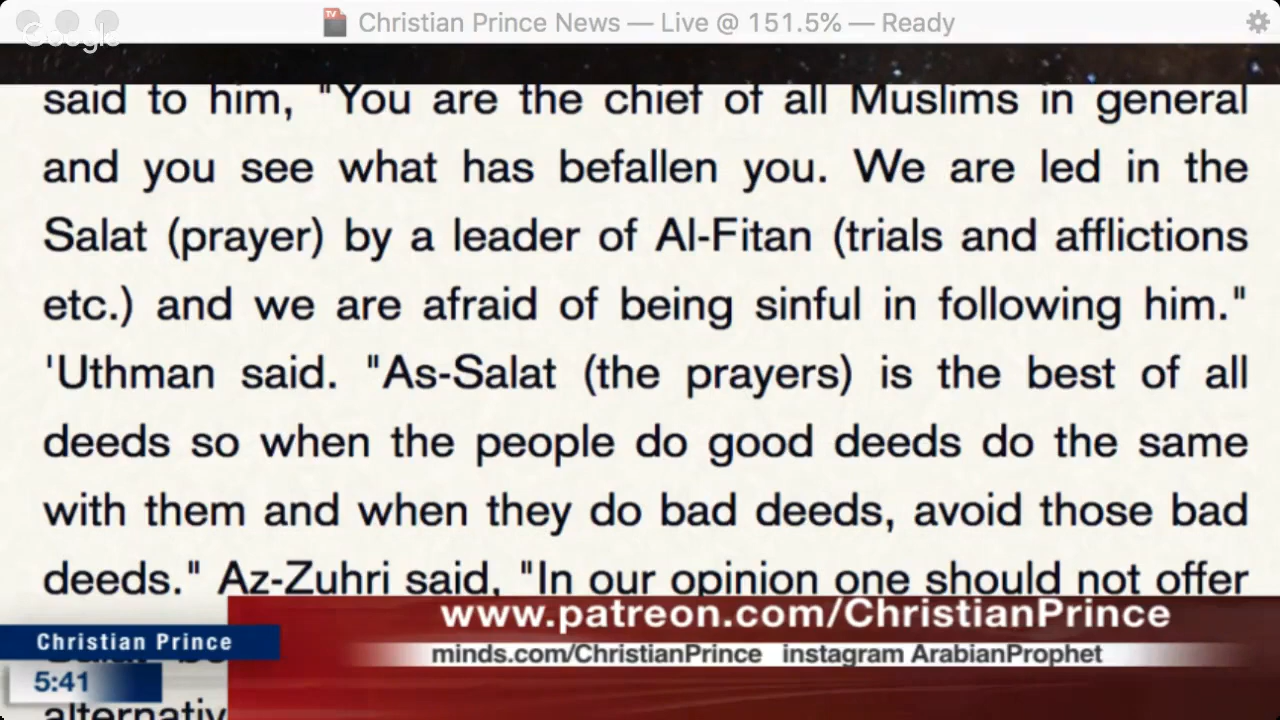 Christian Prince News — Live @ 151.5% — Ready
Google
said to him, "You are the chief of all Muslims in general
and you see what has befallen you. We are led in the
Salat (prayer) by a leader of Al-Fitan (trials and afflictions
etc.) and we are afraid of being sinful in following him."
'Uthman said. "As-Salat (the prayers) is the best of all
deeds so when the people do good deeds do the same
with them and when they do bad deeds, avoid those bad
deeds." Az-Zuhri said, "In our opinion one should not offer
www.patreon.com/ChristianPrince
Christian Prince
minds.com/ChristianPrince instagram ArabianProphet
5:41